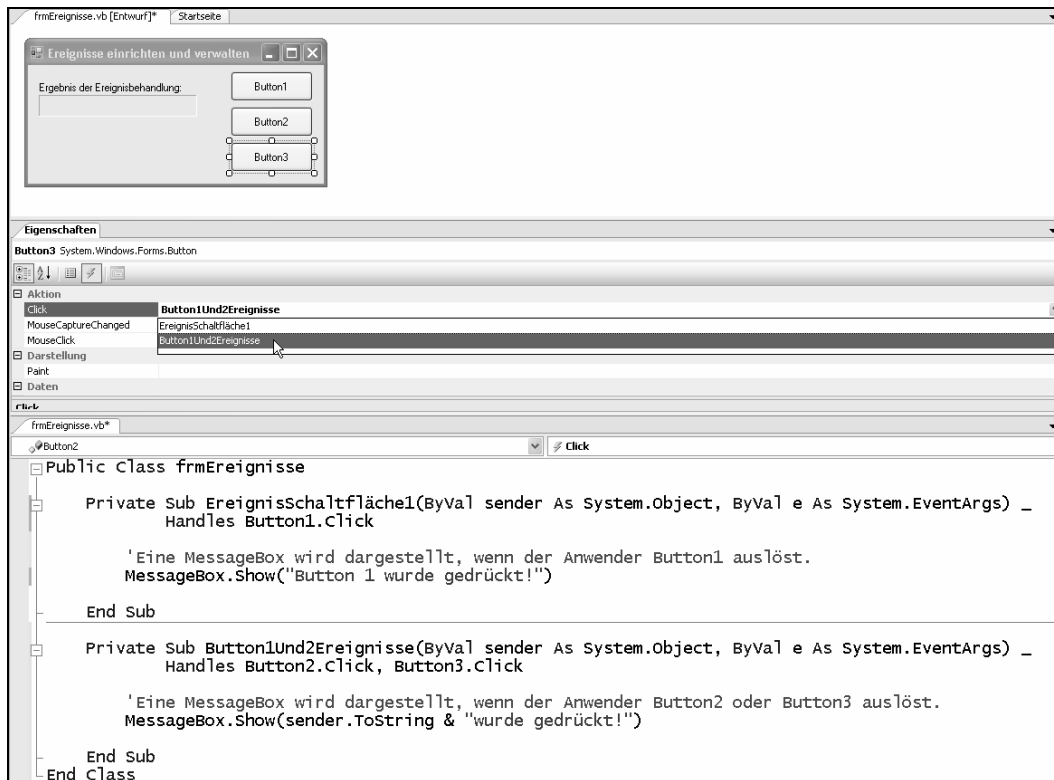 frmEreignisse.vb [Entwurf]* Startseite
Ereignisse einrichten und verwalten
Ergebnis der Ereignisbehandlung:
Button1
Button2
Button3
Eigenschaften
Button3 System.Windows.Forms.Button
Aktion
Click Button1Und2Ereignisse
MouseCaptureChanged EreignisSchaltfläche1
MouseClick Button1Und2Ereignisse
Darstellung
Paint
Daten
Click
frmEreignisse.vb*
Button2 Click
Public Class frmEreignisse
Private Sub EreignisSchaltfläche1(ByVal sender As System.Object, ByVal e As System.EventArgs) _
Handles Button1.Click
'Eine MessageBox wird dargestellt, wenn der Anwender Button1 auslöst.
MessageBox.Show("Button 1 wurde gedrückt!")
End Sub
Private Sub Button1Und2Ereignisse(ByVal sender As System.Object, ByVal e As System.EventArgs) _
Handles Button2.Click, Button3.Click
'Eine MessageBox wird dargestellt, wenn der Anwender Button2 oder Button3 auslöst.
MessageBox.Show(sender.ToString & "wurde gedrückt!")
End Sub
End Class